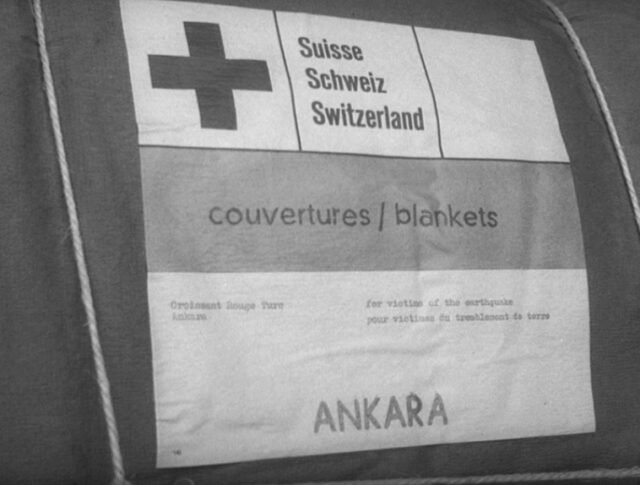 Suisse
Schweiz
Switzerland
couvertures / blankets
Croissant Rouge Turc
Ankara
for victims of the earthquake
pour victimes du tremblement de terre
ANKARA